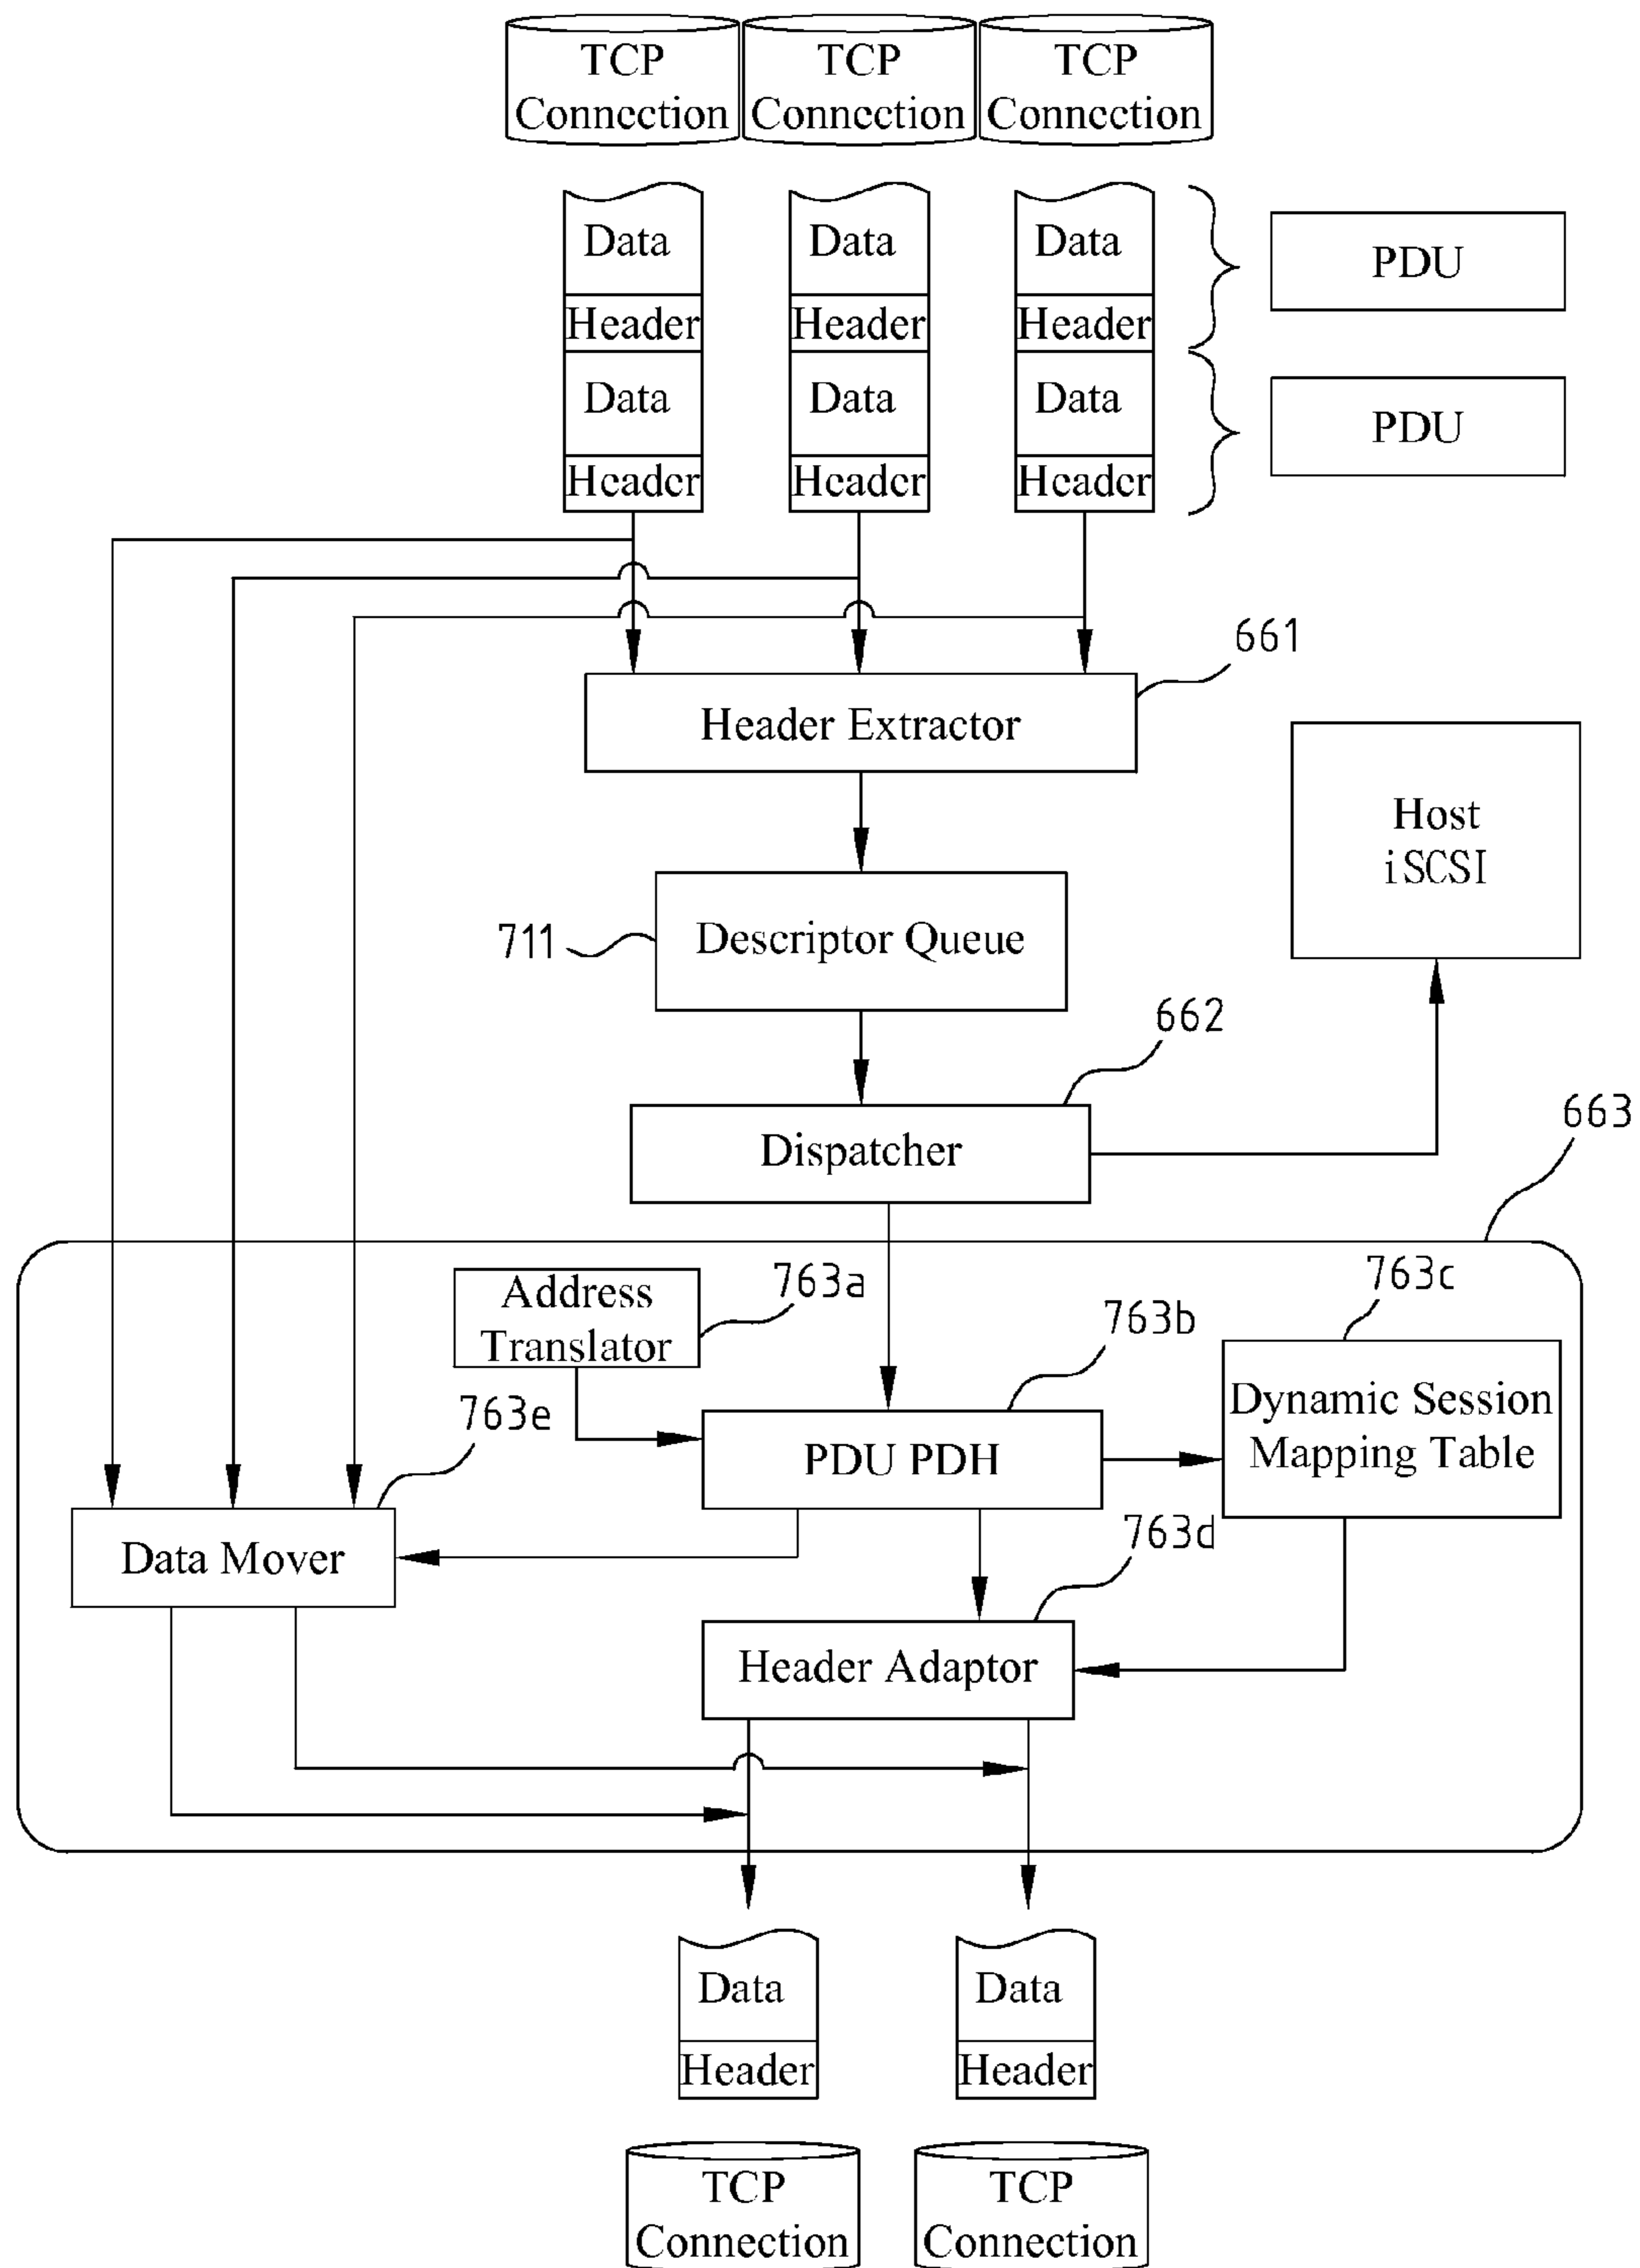 TCP
Connection
TCP
Connection
TCP
Connection
Data
Header
Data
Header
Data
Header
Data
Header
Data
Header
Data
Header
PDU
PDU
661
Header Extractor
Host
iSCSI
711
Descriptor Queue
662
Dispatcher
663
Address
Translator
763a
763b
763c
Dynamic Session
Mapping Table
763e
PDU PDH
Data Mover
763d
Header Adaptor
Data
Header
Data
Header
TCP
Connection
TCP
Connection